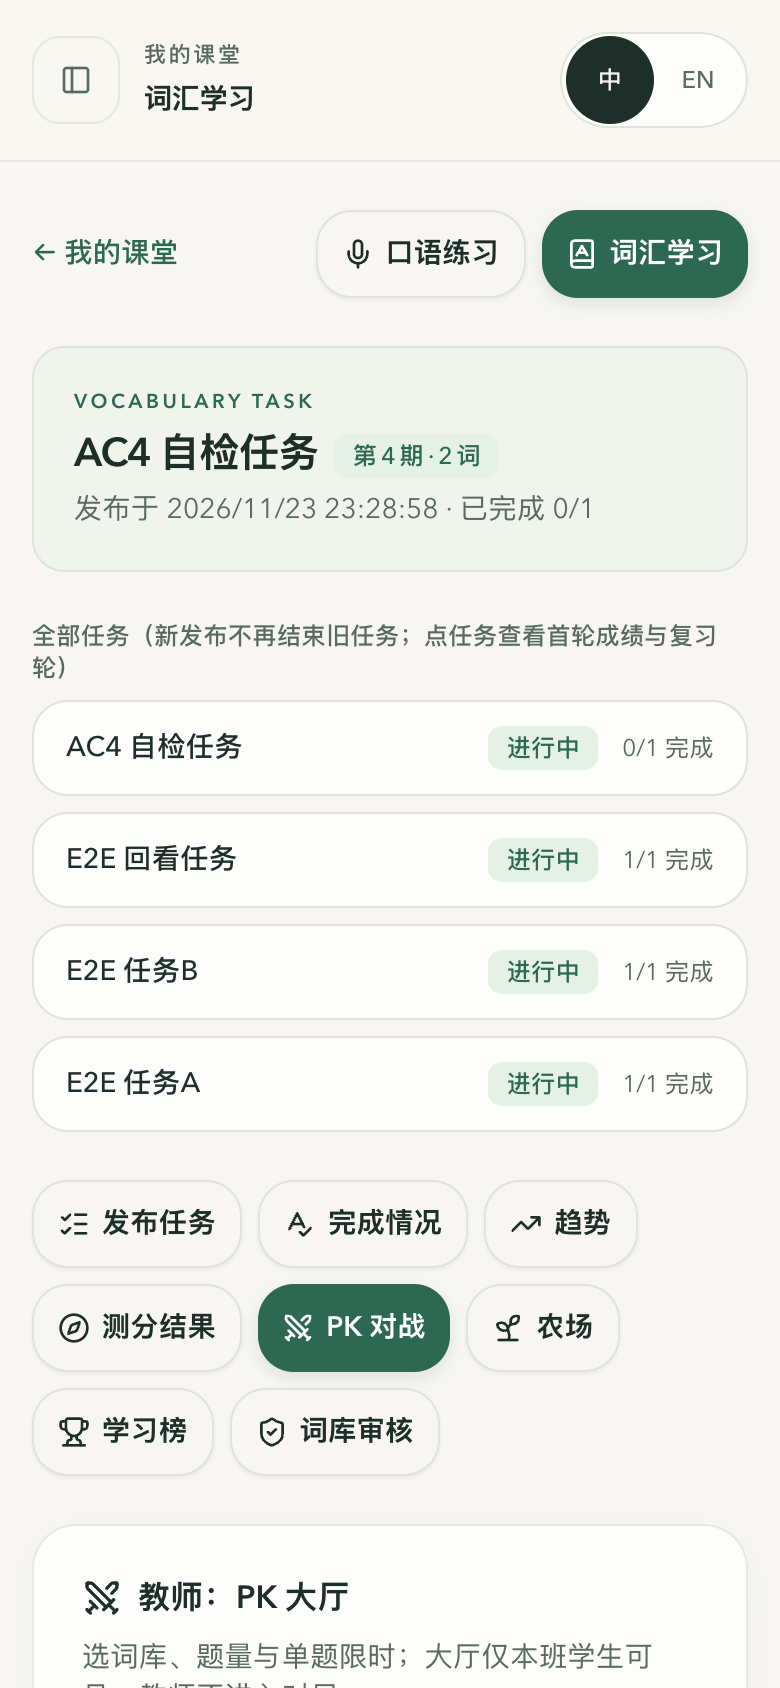 我的课堂
词汇学习
中 EN
← 我的课堂 口语练习 词汇学习
VOCABULARY TASK
AC4 自检任务 第 4 期 · 2 词
发布于 2026/11/23 23:28:58 · 已完成 0/1
全部任务（新发布不再结束旧任务；点任务查看首轮成绩与复习
轮）
AC4 自检任务 进行中 0/1 完成
E2E 回看任务 进行中 1/1 完成
E2E 任务B 进行中 1/1 完成
E2E 任务A 进行中 1/1 完成
发布任务 完成情况 趋势
测分结果 PK 对战 农场
学习榜 词库审核
教师：PK 大厅
选词库、题量与单题限时；大厅仅本班学生可